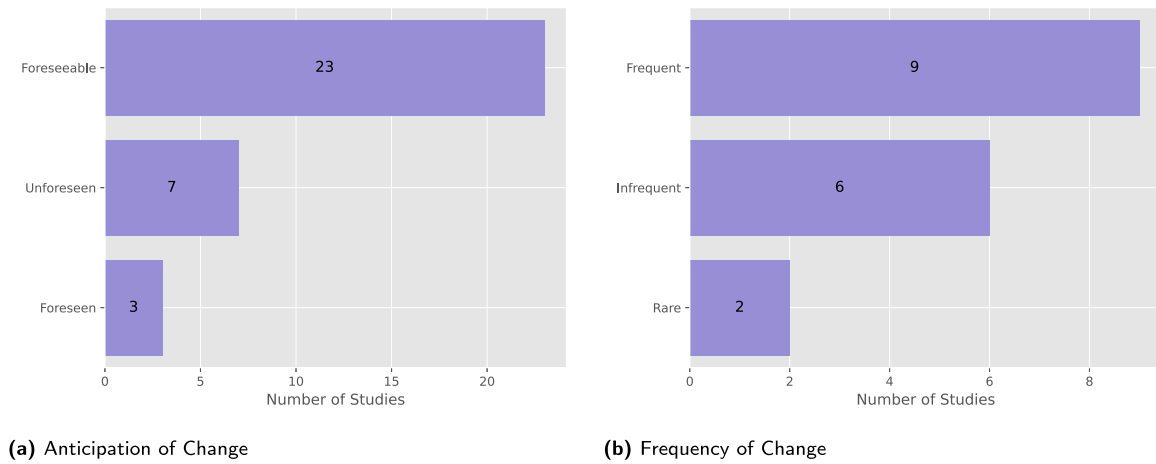 Foreseeable
23
Unforeseen
7
Foreseen
3
0 5 10 15 20
Number of Studies
(a) Anticipation of Change
Frequent
9
Infrequent
6
Rare
2
0 2 4 6 8
Number of Studies
(b) Frequency of Change